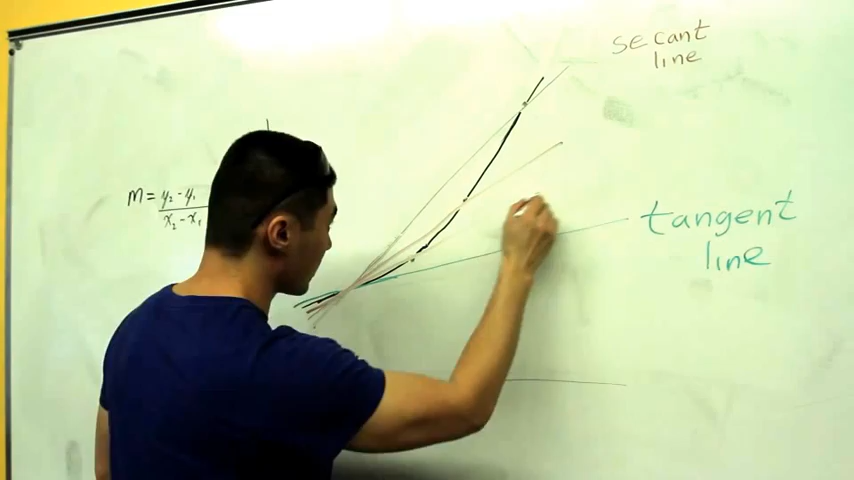 secant
line
m = y₂ - y₁
x₂ - x₁
tangent
line